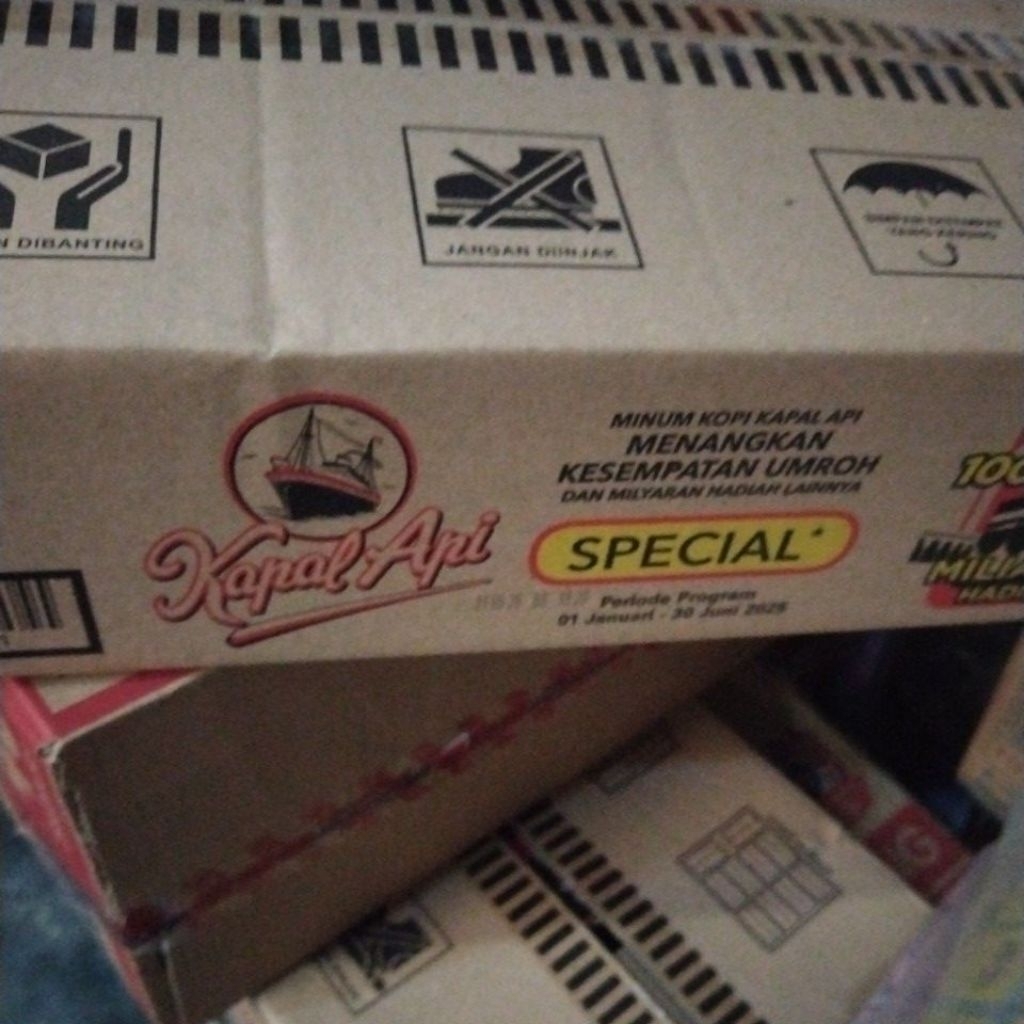 N DIBANTING
JANGAN DIINJAK
MINUM KOPI KAPAL API
MENANGKAN
KESEMPATAN UMROH
DAN MILYARAN HADIAH LAINNYA
Kapal Api
SPECIAL*
Periode Program
01 Januari - 30 Juni 2025
100